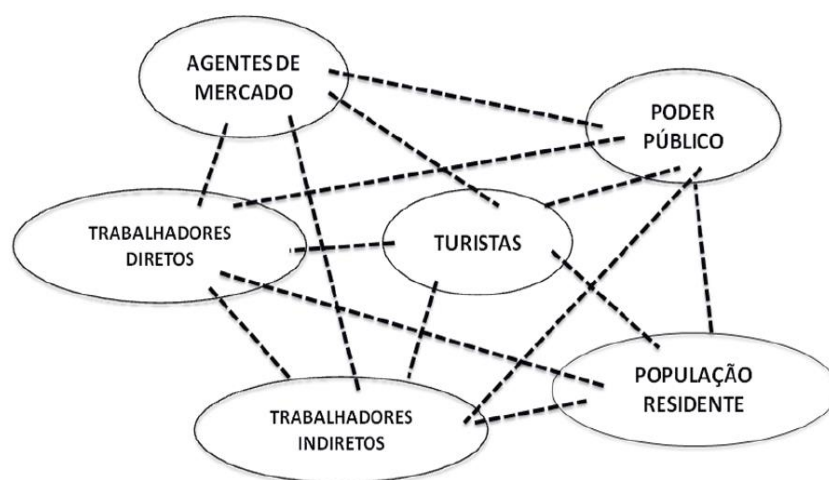 AGENTES DE
MERCADO
PODER
PÚBLICO
TRABALHADORES
DIRETOS
TURISTAS
POPULAÇÃO
RESIDENTE
TRABALHADORES
INDIRETOS